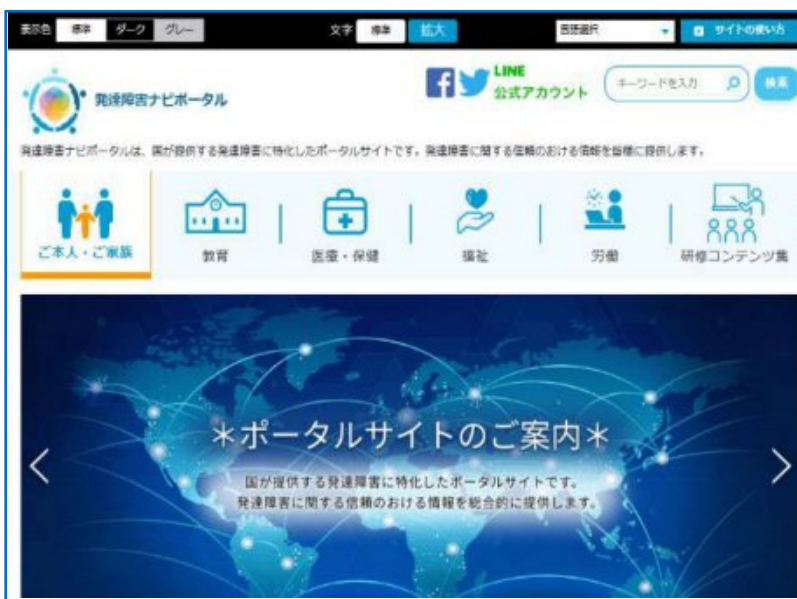 表示色 標準 ダーク グレー 文字 標準 拡大 言語選択 サイトの使い方
発達障害ナビポータル
LINE
公式アカウント
キーワードを入力 検索
発達障害ナビポータルは、国が提供する発達障害に特化したポータルサイトです。発達障害に関する信頼のおける情報を皆様に提供します。
ご本人・ご家族 教育 医療・保健 福祉 労働 研修コンテンツ集
＊ポータルサイトのご案内＊
国が提供する発達障害に特化したポータルサイトです。
発達障害に関する信頼のおける情報を総合的に提供します。